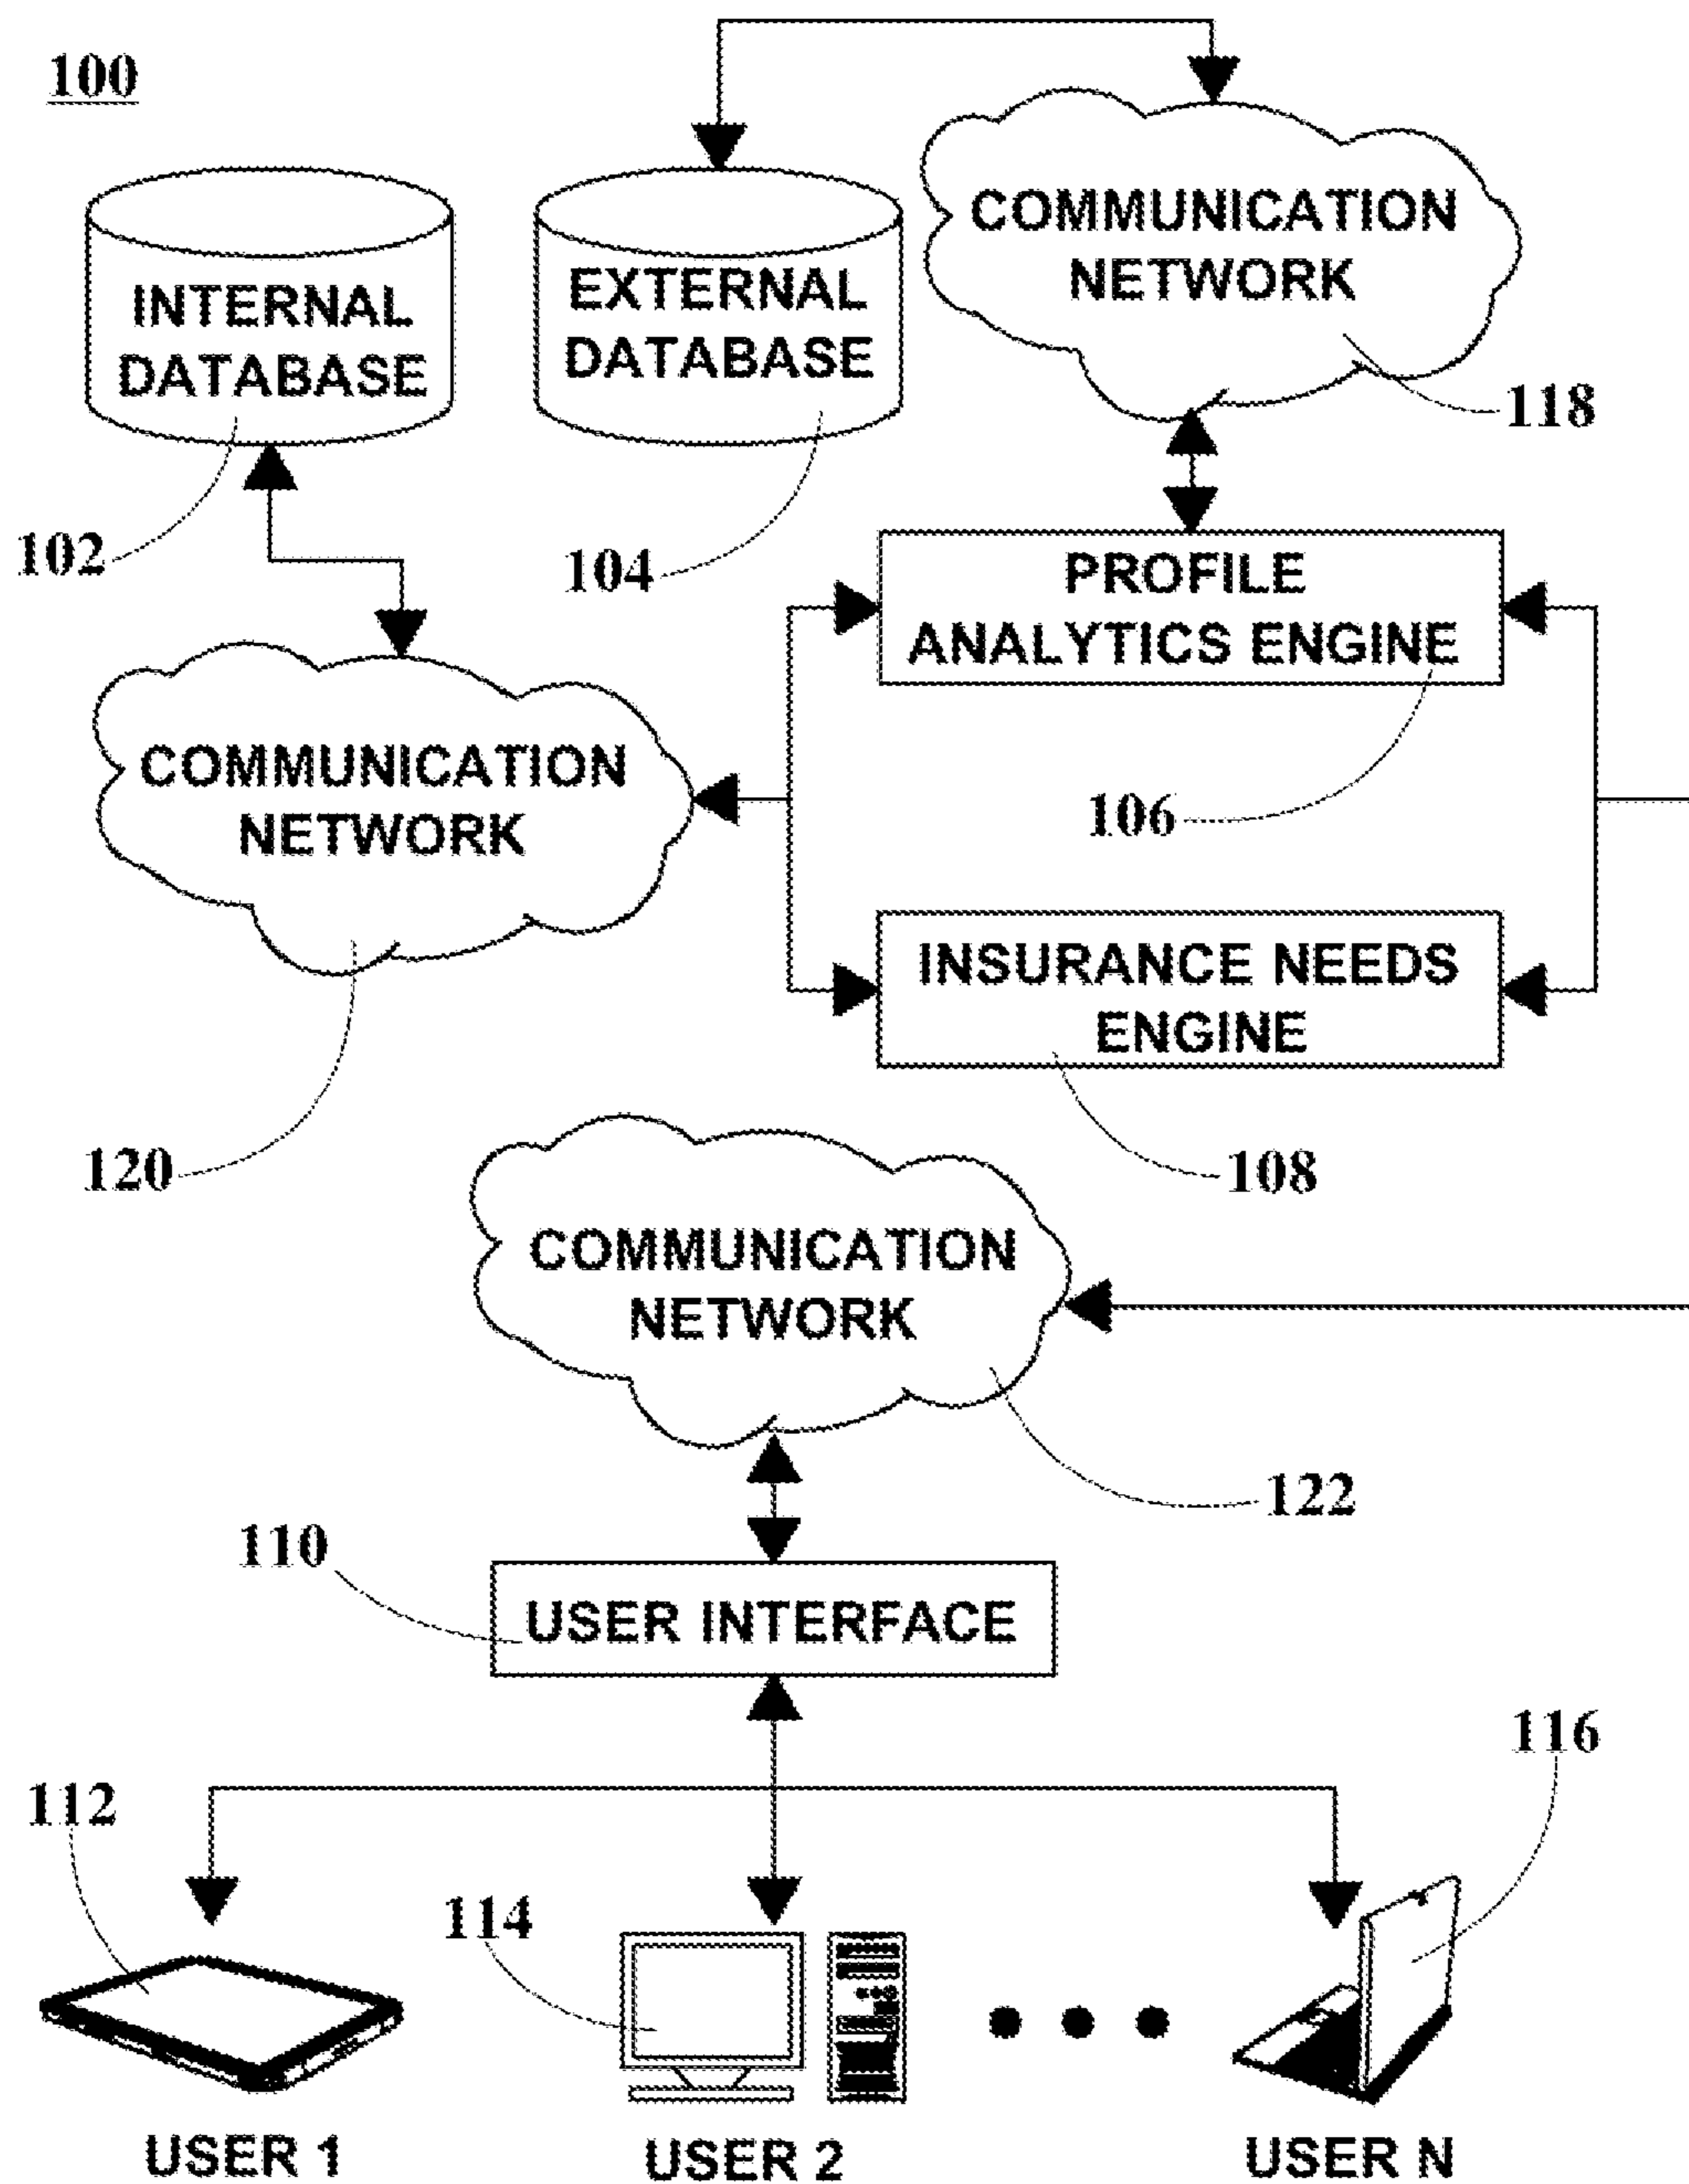 100
INTERNAL
DATABASE
102
EXTERNAL
DATABASE
104
COMMUNICATION
NETWORK
118
PROFILE
ANALYTICS ENGINE
106
COMMUNICATION
NETWORK
120
INSURANCE NEEDS
ENGINE
108
COMMUNICATION
NETWORK
122
110
USER INTERFACE
112
114
116
USER 1
USER 2
USER N